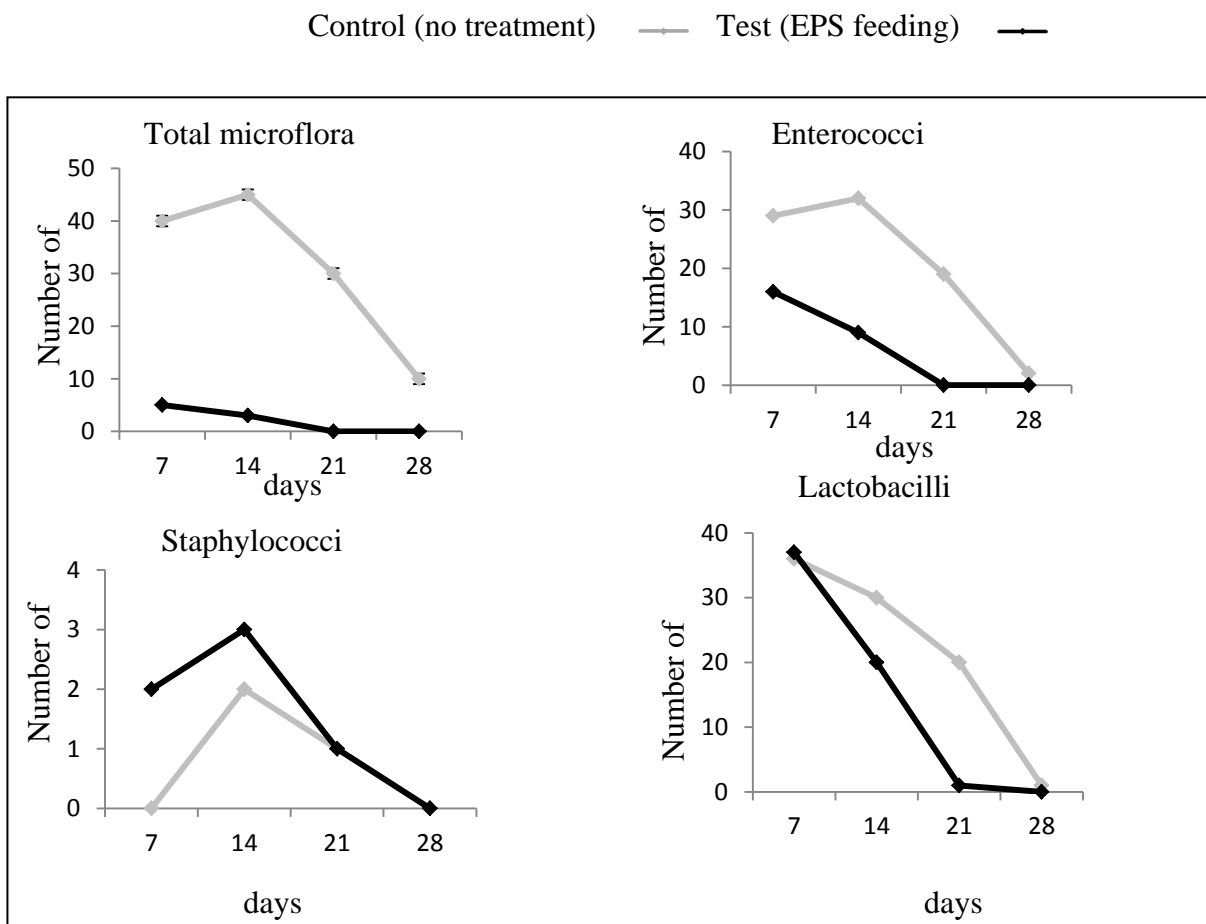 Control (no treatment) Test (EPS feeding)
Total microflora
Number of
50
40
30
20
10
0
7 14 21 28
days
Enterococci
Number of
40
30
20
10
0
7 14 21 28
days
Staphylococci
Number of
4
3
2
1
0
7 14 21 28
days
Lactobacilli
Number of
40
30
20
10
0
7 14 21 28
days